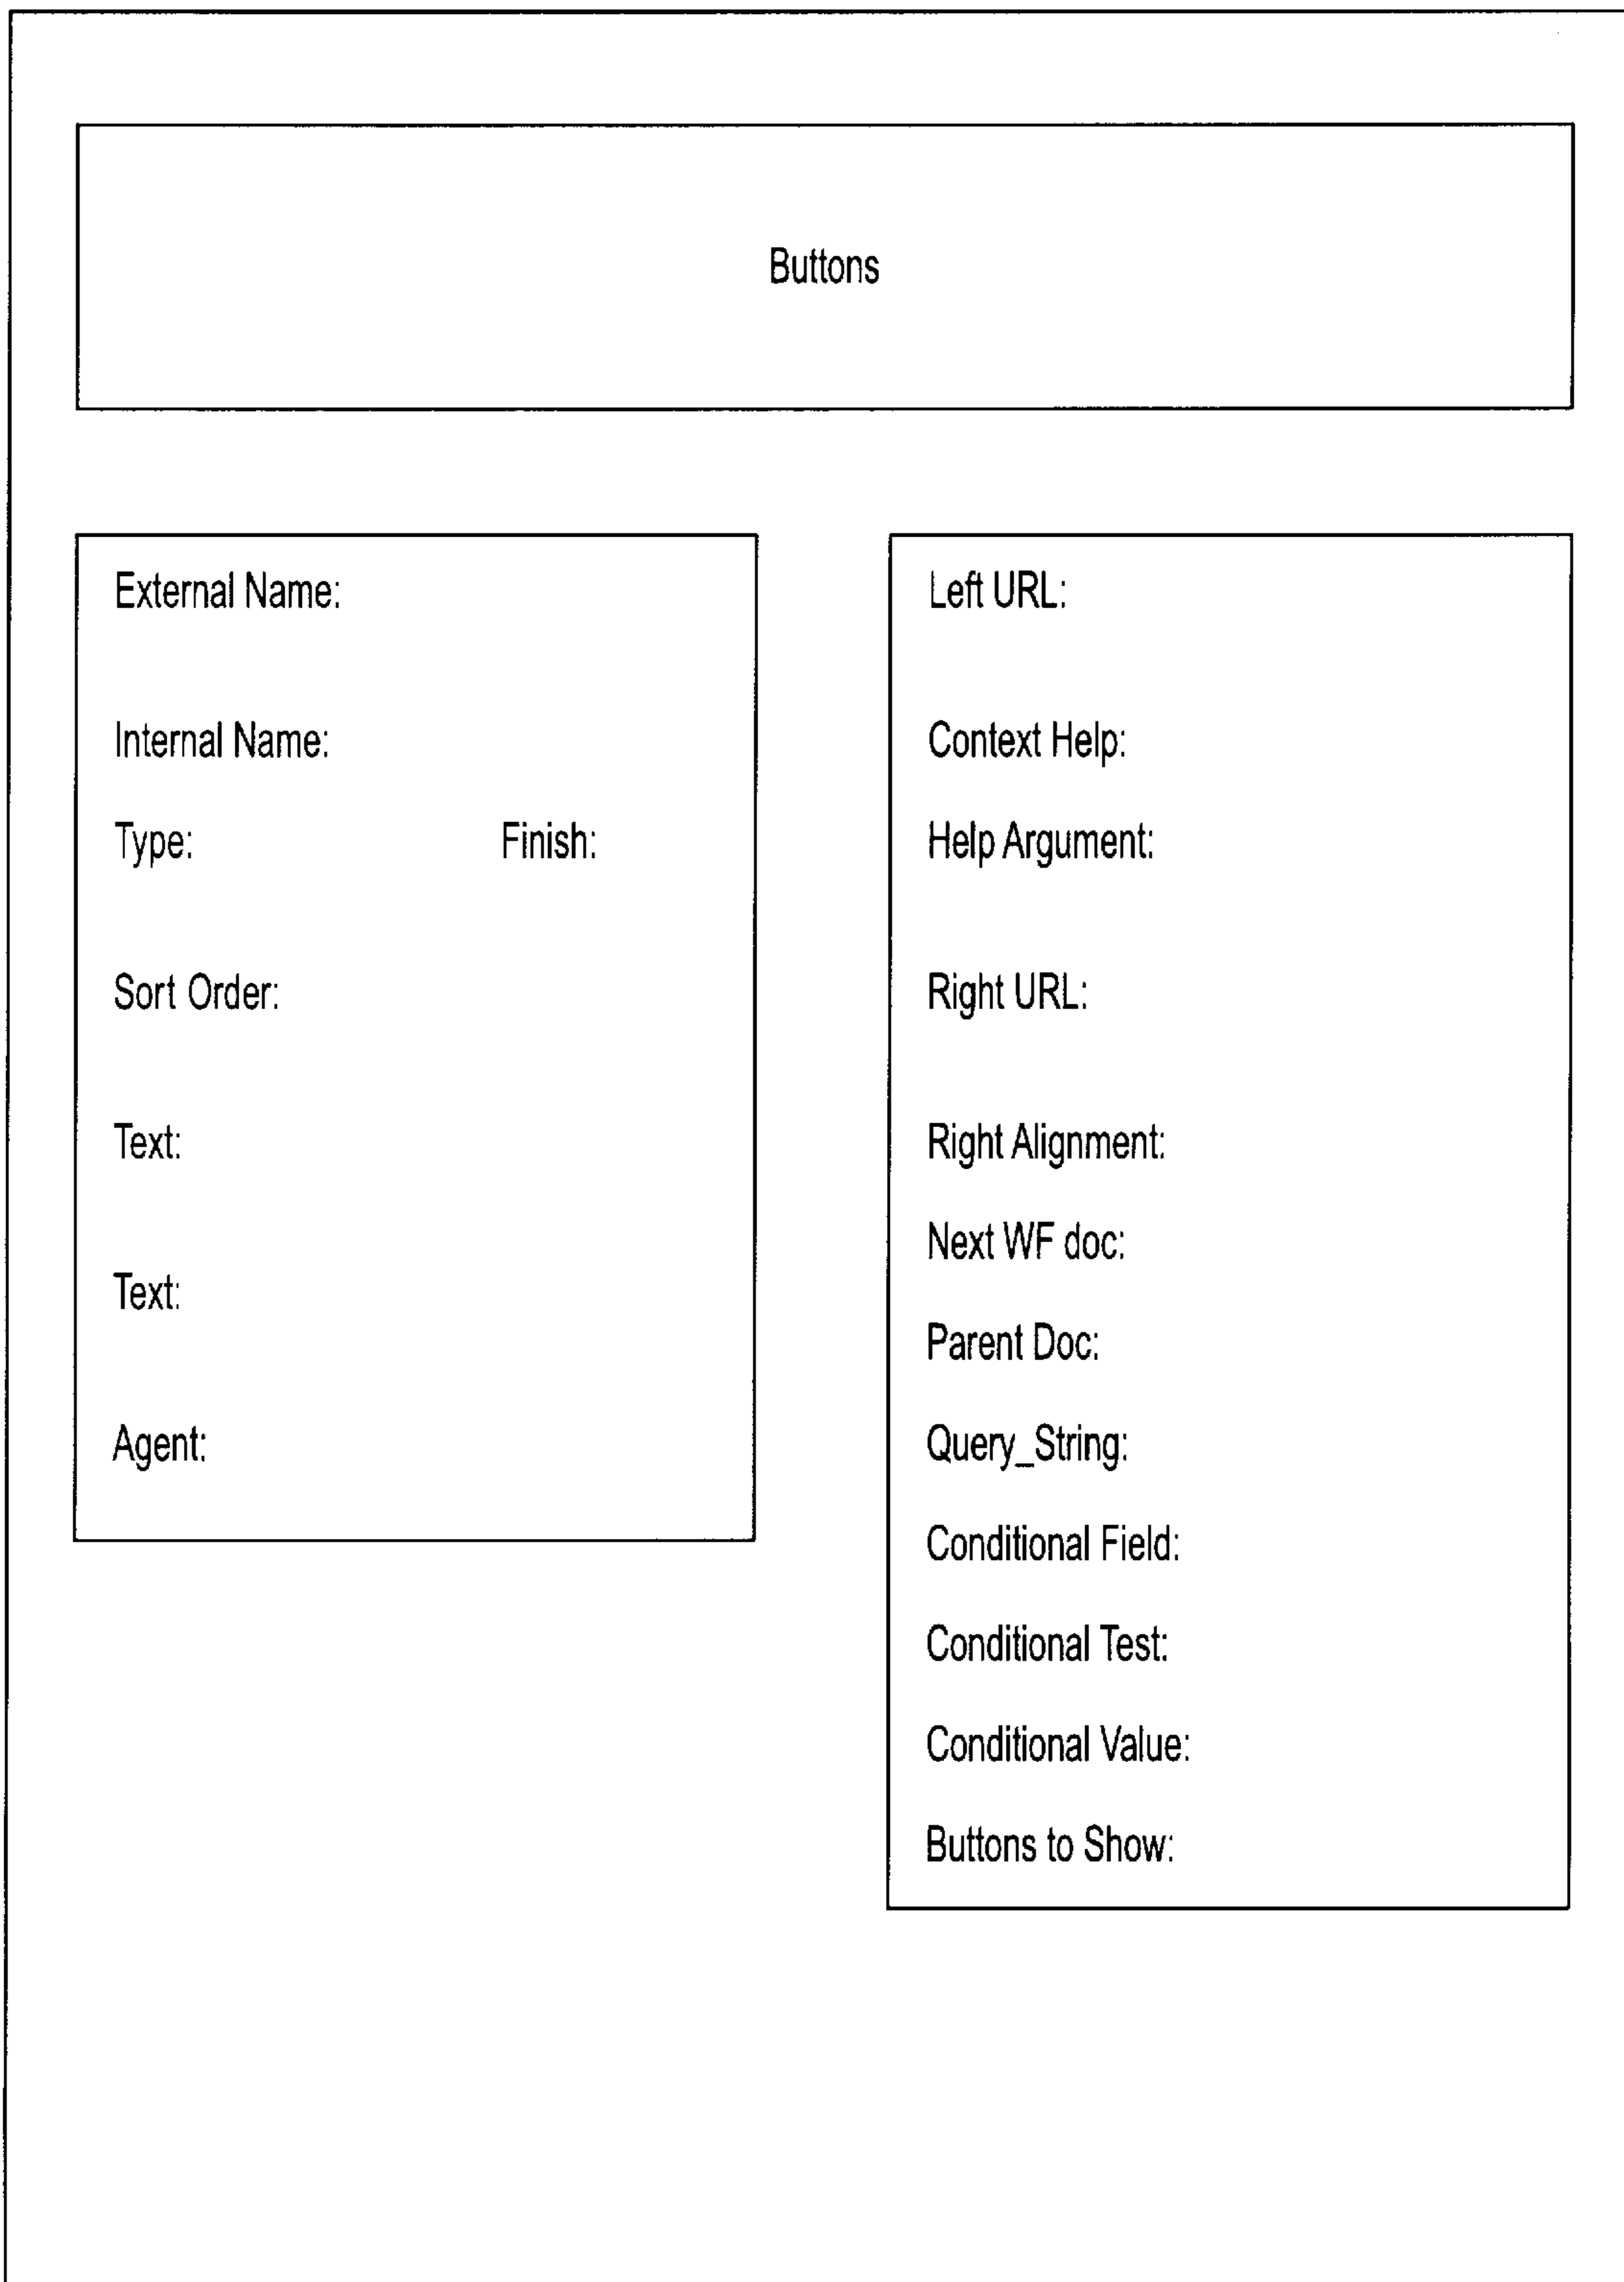 Buttons
External Name:
Internal Name:
Type: Finish:
Sort Order:
Text:
Text:
Agent:
Left URL:
Context Help:
Help Argument:
Right URL:
Right Alignment:
Next WF doc:
Parent Doc:
Query_String:
Conditional Field:
Conditional Test:
Conditional Value:
Buttons to Show: